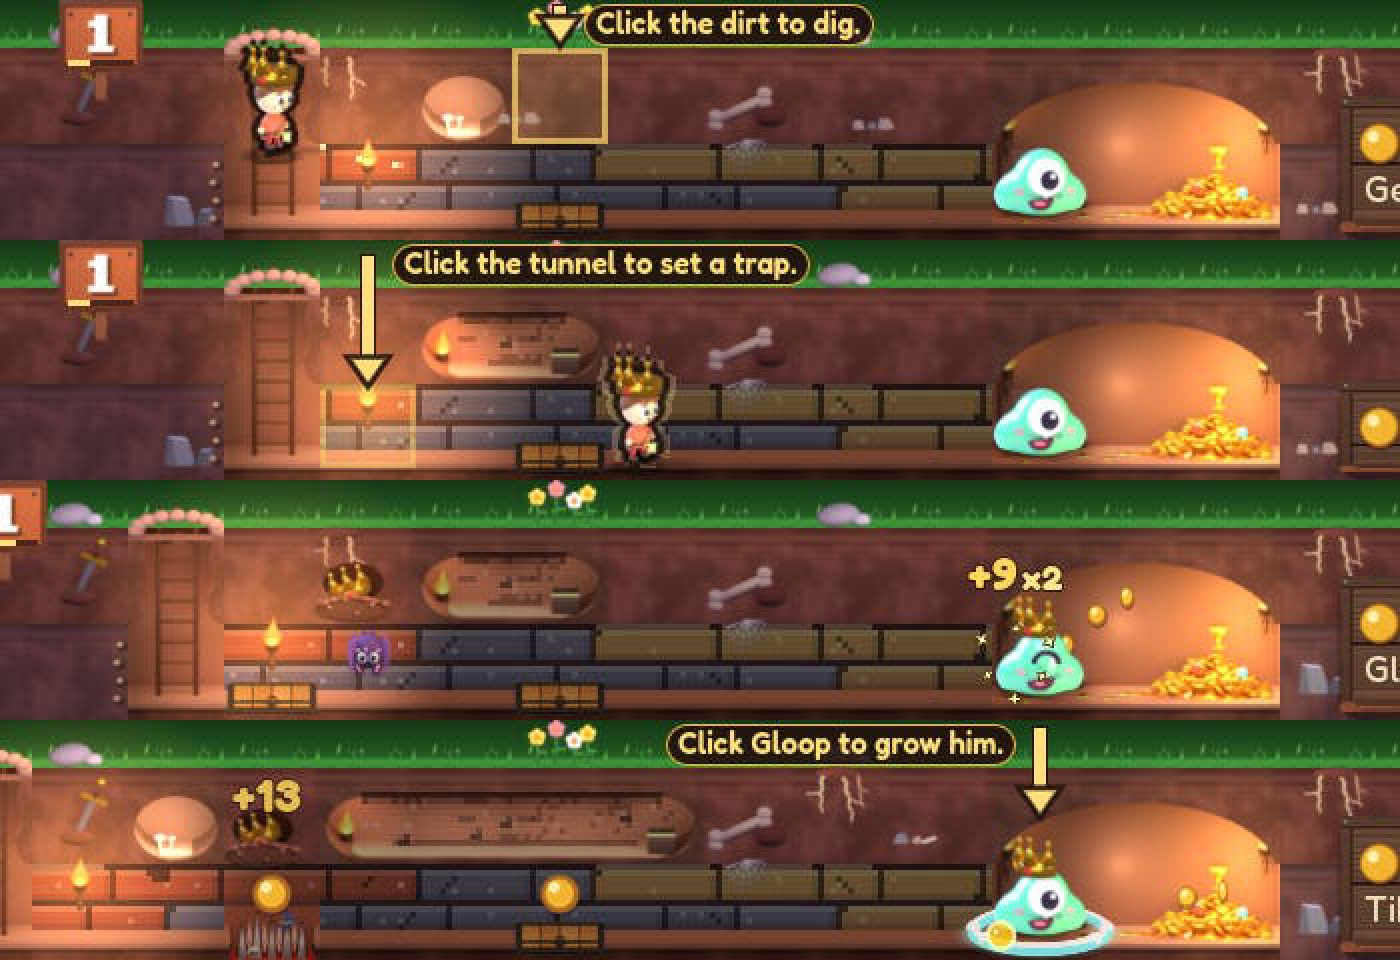 1
Click the dirt to dig.
Ge
1
Click the tunnel to set a trap.
1
+9 x2
Gl
Click Gloop to grow him.
+13
Til